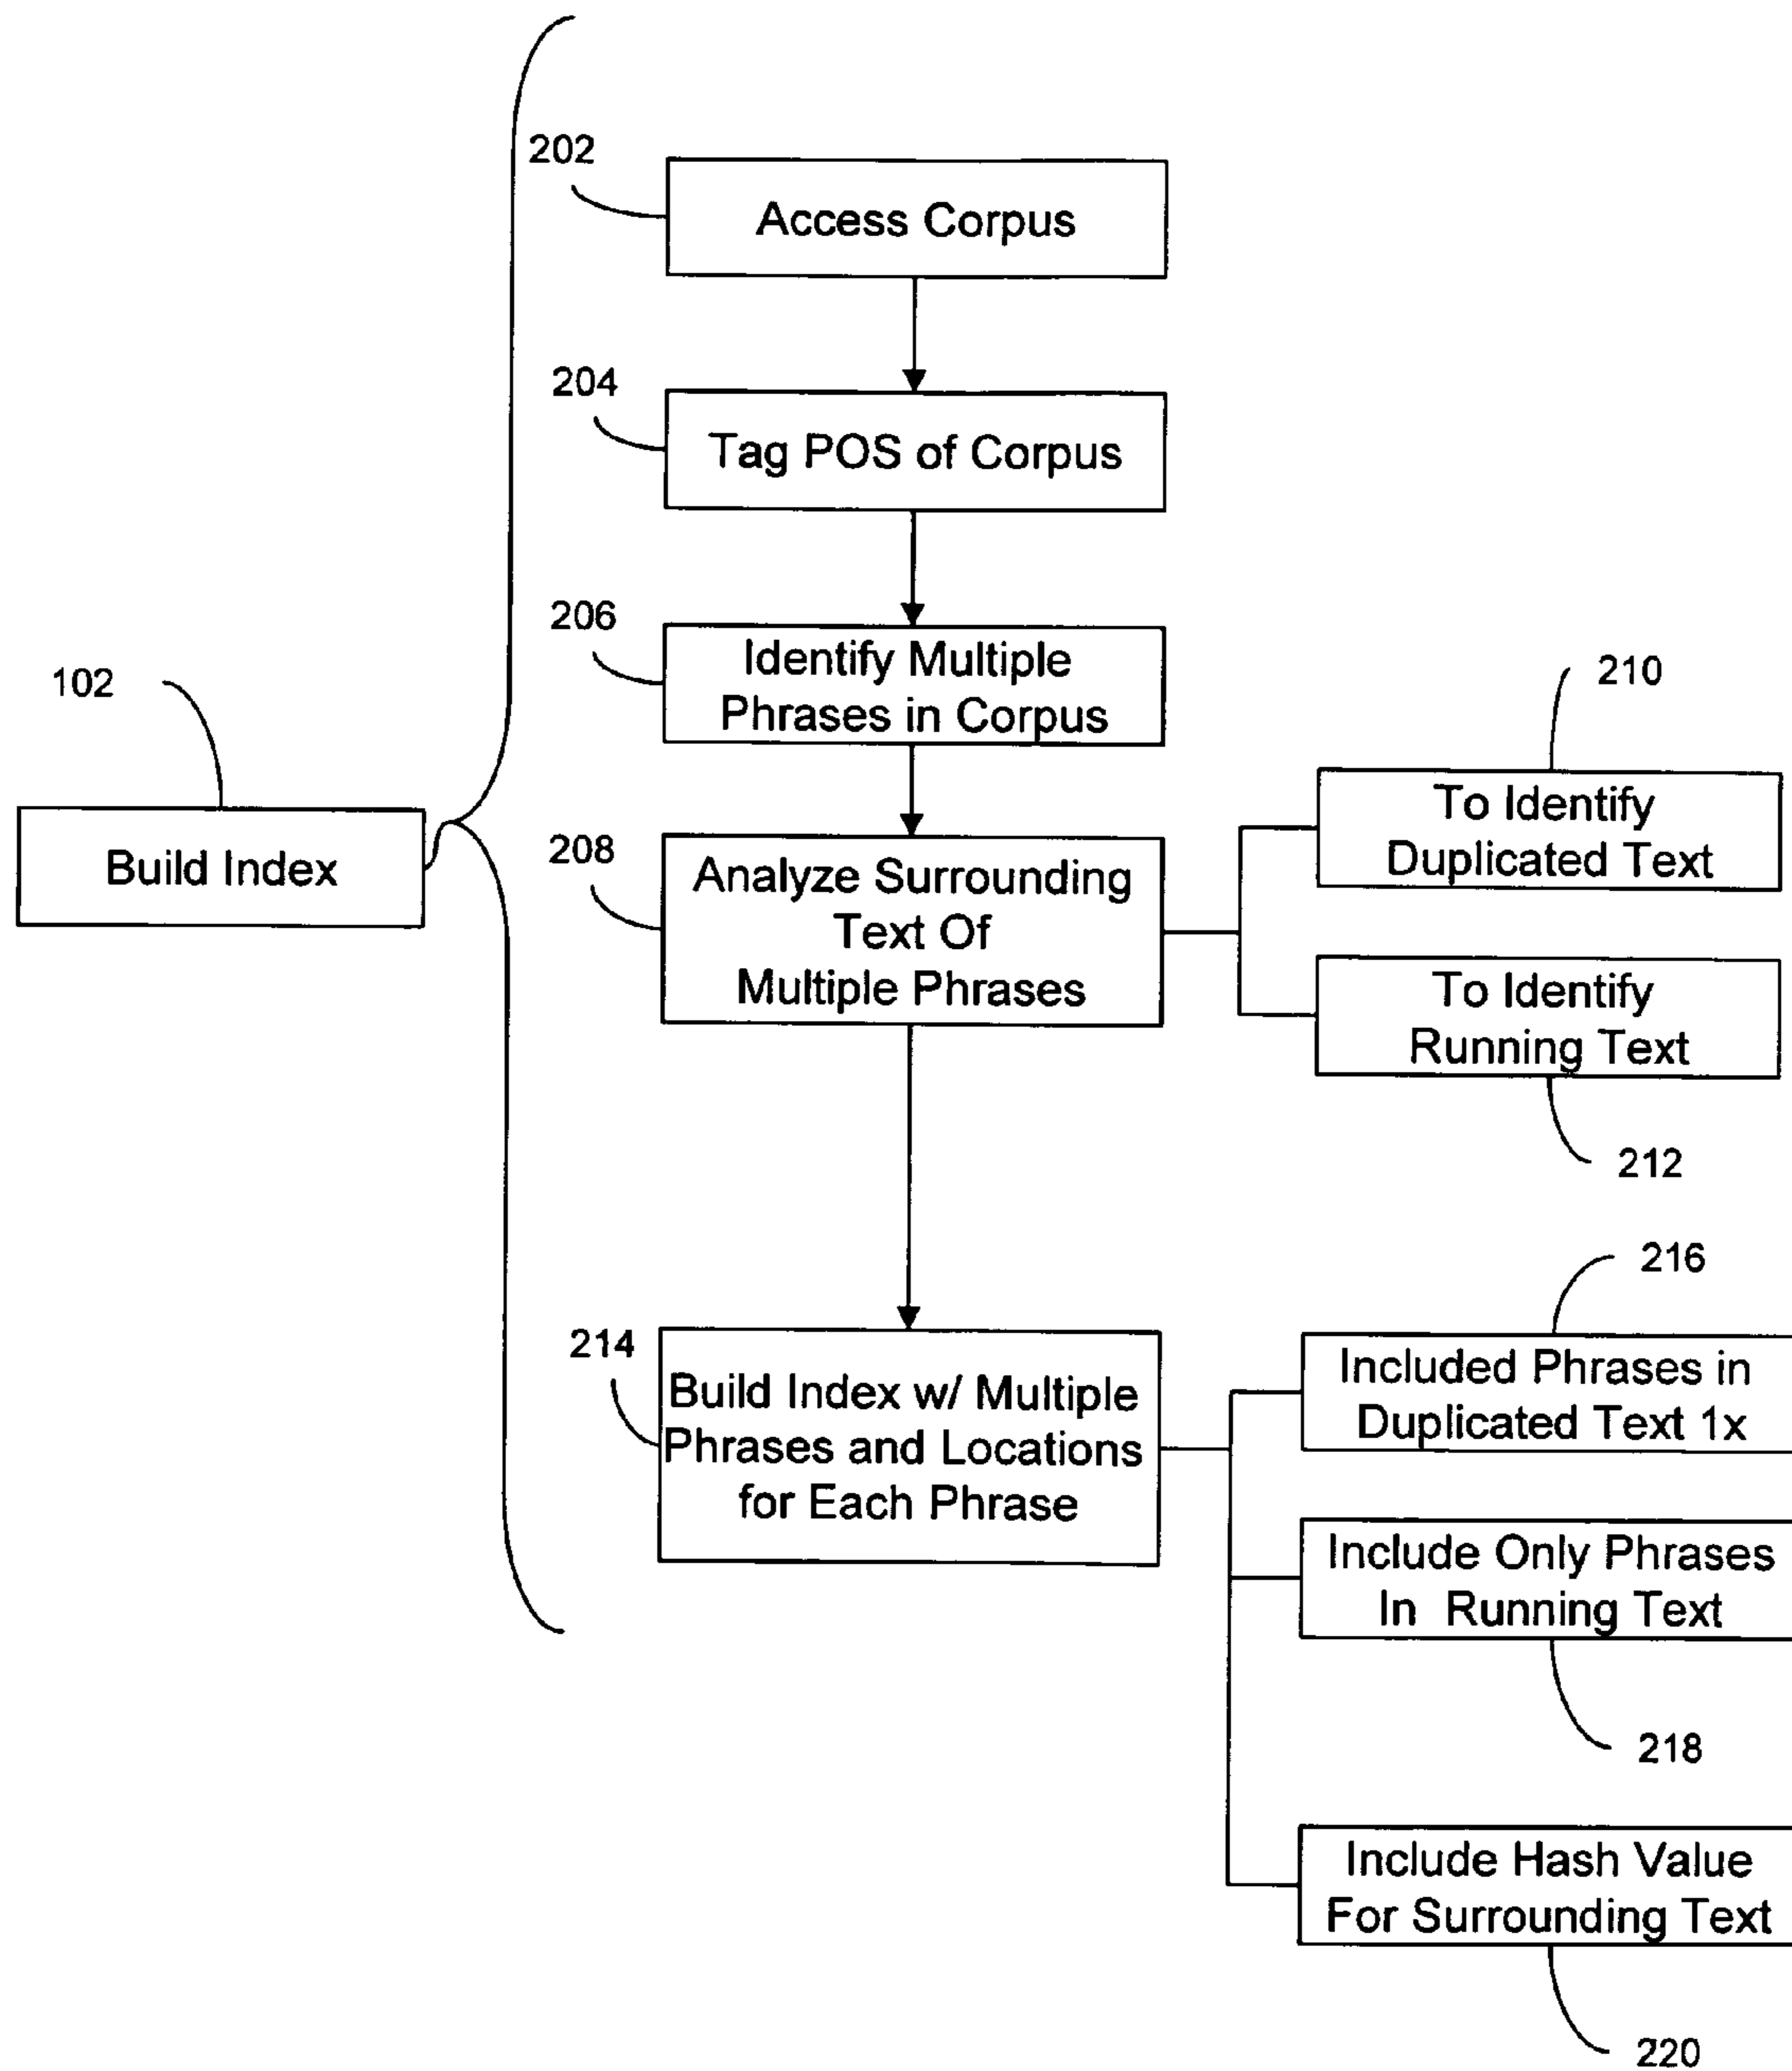 202
Access Corpus
204
Tag POS of Corpus
206
Identify Multiple
Phrases in Corpus
102
Build Index
208
Analyze Surrounding
Text Of
Multiple Phrases
210
To Identify
Duplicated Text
To Identify
Running Text
212
214
Build Index w/ Multiple
Phrases and Locations
for Each Phrase
216
Included Phrases in
Duplicated Text 1x
Include Only Phrases
In Running Text
218
Include Hash Value
For Surrounding Text
220